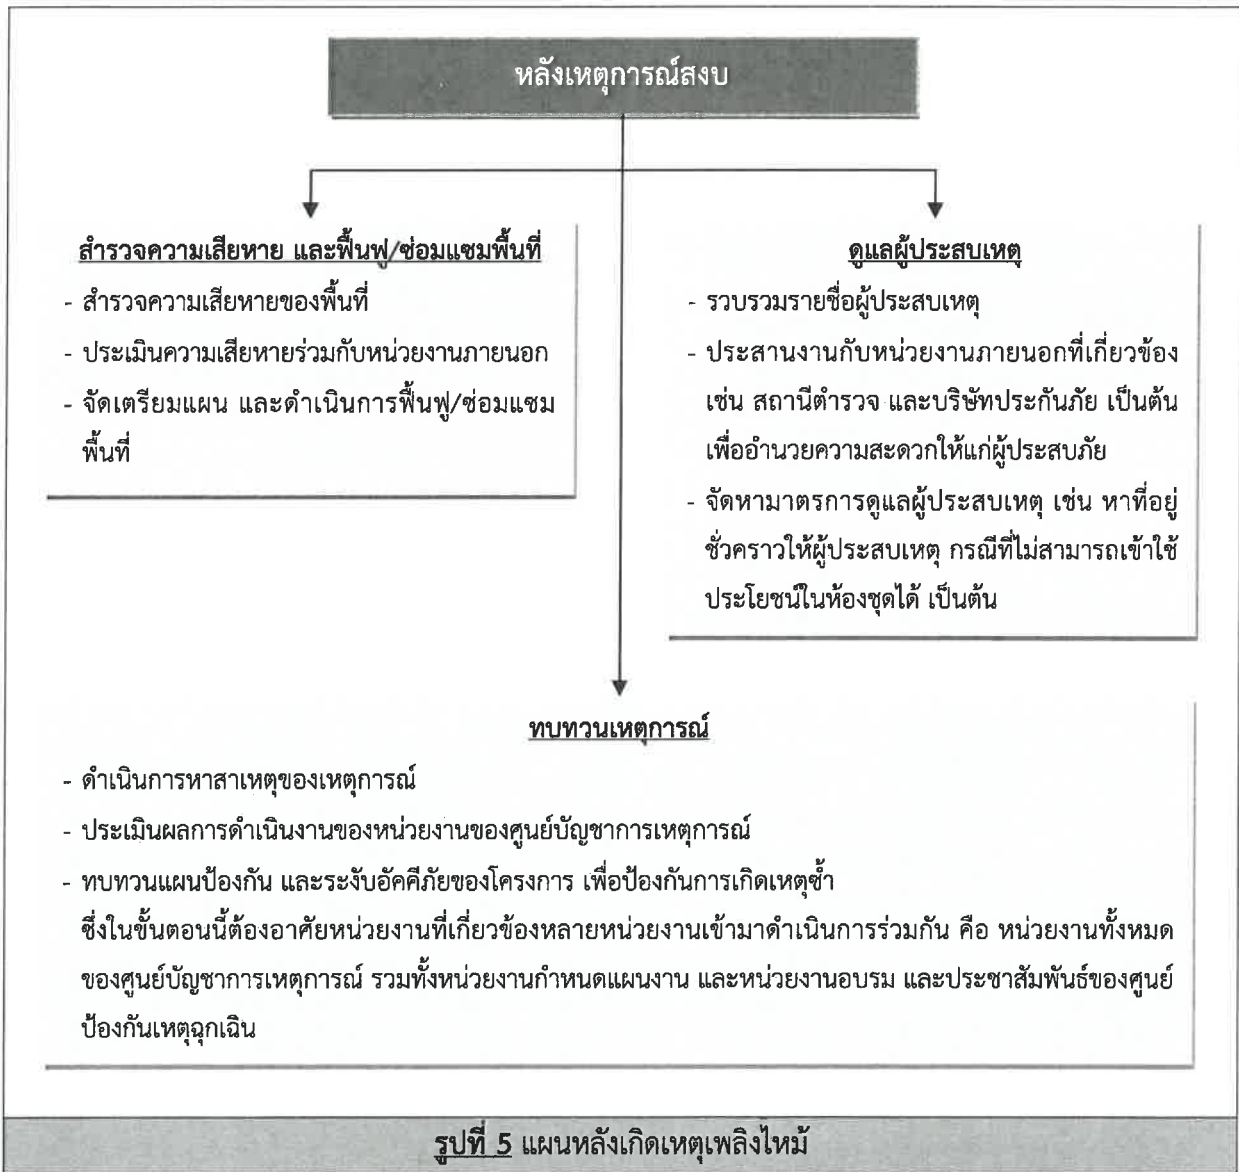 หลังเหตุการณ์สงบ
สำรวจความเสียหาย และฟื้นฟู/ซ่อมแซมพื้นที่
- สำรวจความเสียหายของพื้นที่
- ประเมินความเสียหายร่วมกับหน่วยงานภายนอก
- จัดเตรียมแผน และดำเนินการฟื้นฟู/ซ่อมแซม
พื้นที่
ดูแลผู้ประสบเหตุ
- รวบรวมรายชื่อผู้ประสบเหตุ
- ประสานงานกับหน่วยงานภายนอกที่เกี่ยวข้อง
เช่น สถานีตำรวจ และบริษัทประกันภัย เป็นต้น
เพื่ออำนวยความสะดวกให้แก่ผู้ประสบภัย
- จัดหามาตรการดูแลผู้ประสบเหตุ เช่น หาที่อยู่
ชั่วคราวให้ผู้ประสบเหตุ กรณีที่ไม่สามารถเข้าใช้
ประโยชน์ในห้องชุดได้ เป็นต้น
ทบทวนเหตุการณ์
- ดำเนินการหาสาเหตุของเหตุการณ์
- ประเมินผลการดำเนินงานของหน่วยงานของศูนย์บัญชาการเหตุการณ์
- ทบทวนแผนป้องกัน และระงับอัคคีภัยของโครงการ เพื่อป้องกันการเกิดเหตุซ้ำ
ซึ่งในขั้นตอนนี้ต้องอาศัยหน่วยงานที่เกี่ยวข้องหลายหน่วยงานเข้ามาดำเนินการร่วมกัน คือ หน่วยงานทั้งหมด
ของศูนย์บัญชาการเหตุการณ์ รวมทั้งหน่วยงานกำหนดแผนงาน และหน่วยงานอบรม และประชาสัมพันธ์ของศูนย์
ป้องกันเหตุฉุกเฉิน
รูปที่ 5 แผนหลังเกิดเหตุเพลิงไหม้